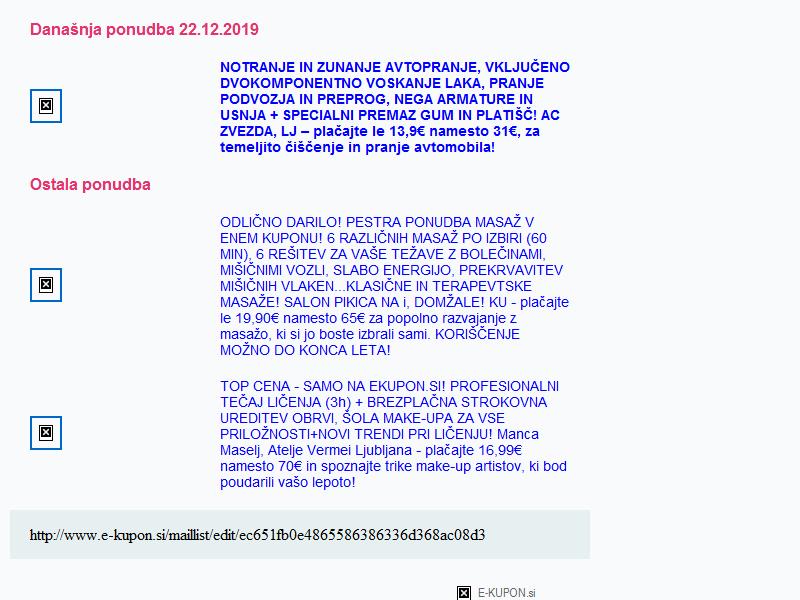 Današnja ponudba 22.12.2019
NOTRANJE IN ZUNANJE AVTOPRANJE, VKLJUČENO
DVOKOMPONENTNO VOSKANJE LAKA, PRANJE
PODVOZJA IN PREPROG, NEGA ARMATURE IN
USNJA + SPECIALNI PREMAZ GUM IN PLATIŠČ! AC
ZVEZDA, LJ – plačajte le 13,9€ namesto 31€, za
temeljito čiščenje in pranje avtomobila!
Ostala ponudba
ODLIČNO DARILO! PESTRA PONUDBA MASAŽ V
ENEM KUPONU! 6 RAZLIČNIH MASAŽ PO IZBIRI (60
MIN), 6 REŠITEV ZA VAŠE TEŽAVE Z BOLEČINAMI,
MIŠIČNIMI VOZLI, SLABO ENERGIJO, PREKRVAVITEV
MIŠIČNIH VLAKEN...KLASIČNE IN TERAPEVTSKE
MASAŽE! SALON PIKICA NA i, DOMŽALE! KU - plačajte
le 19,90€ namesto 65€ za popolno razvajanje z
masažo, ki si jo boste izbrali sami. KORIŠČENJE
MOŽNO DO KONCA LETA!
TOP CENA - SAMO NA EKUPON.SI! PROFESIONALNI
TEČAJ LIČENJA (3h) + BREZPLAČNA STROKOVNA
UREDITEV OBRVI, ŠOLA MAKE-UPA ZA VSE
PRILOŽNOSTI+NOVI TRENDI PRI LIČENJU! Manca
Maselj, Atelje Vermei Ljubljana - plačajte 16,99€
namesto 70€ in spoznajte trike make-up artistov, ki bod
poudarili vašo lepoto!
http://www.e-kupon.si/maillist/edit/ec651fb0e4865586386336d368ac08d3
E-KUPON.si